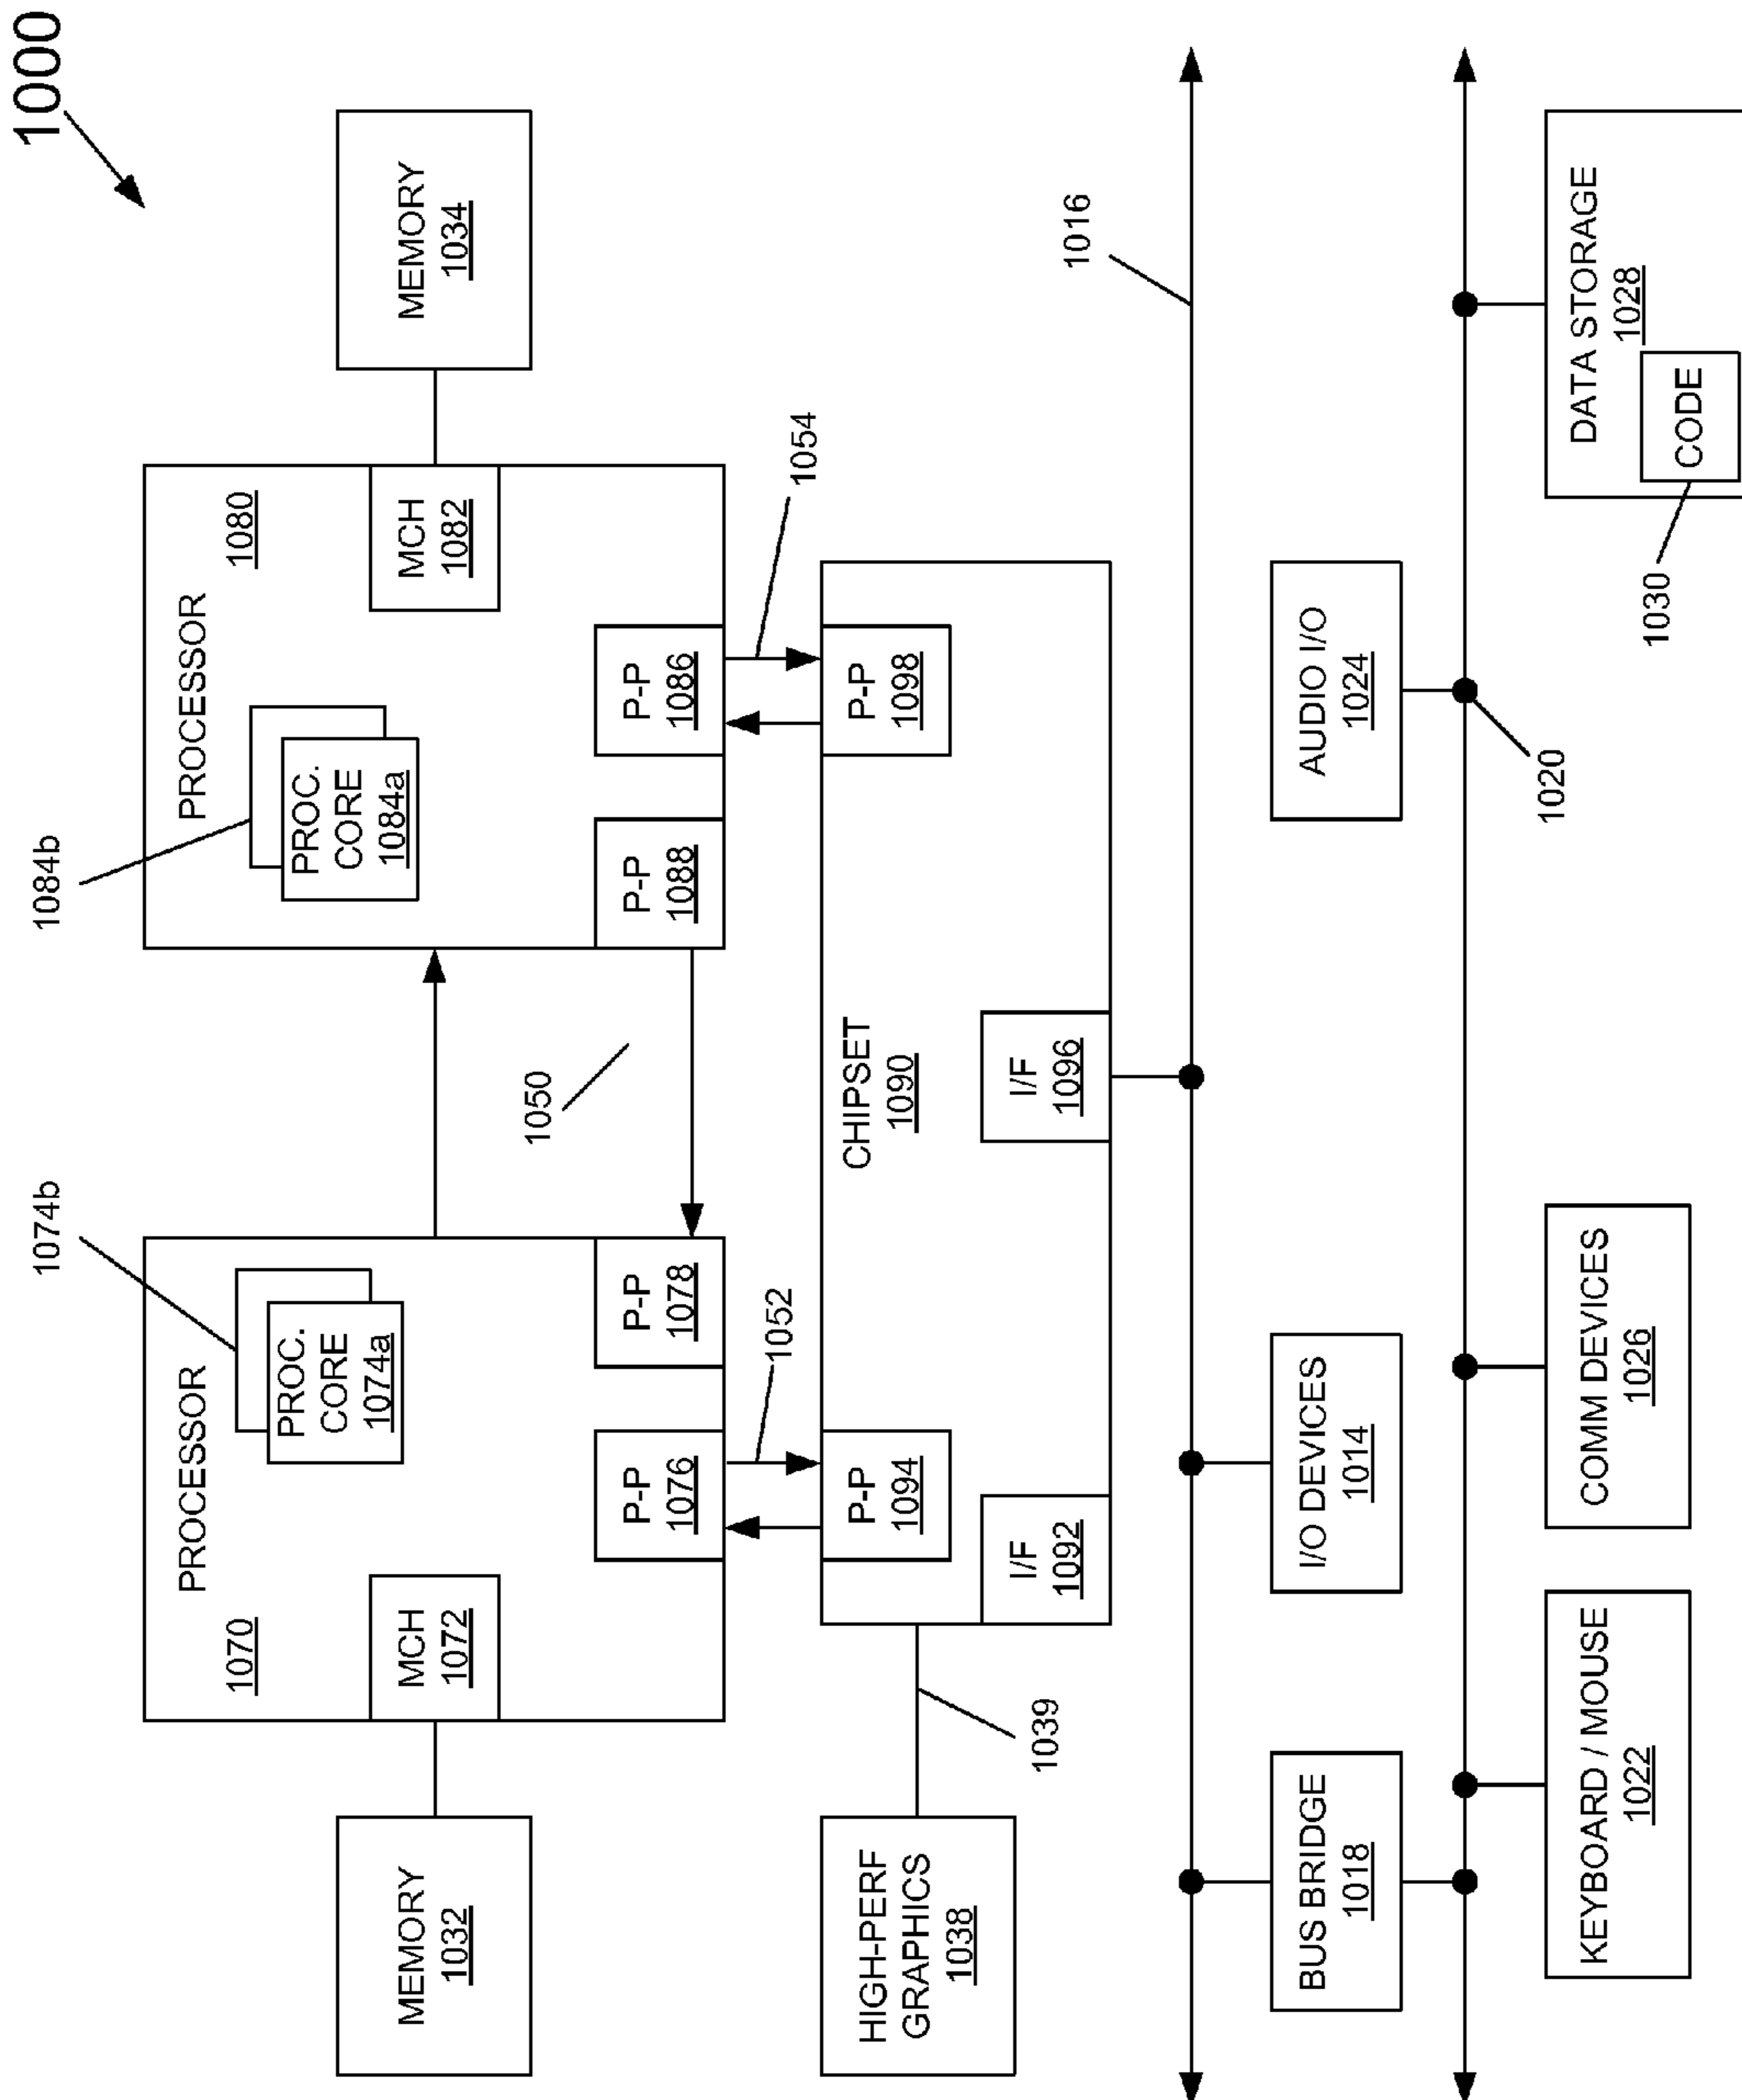 1000
1074b
1084b
PROCESSOR
1070
PROC.
CORE
1074a
MCH
1072
P-P
1076
P-P
1078
PROCESSOR
1080
PROC.
CORE
1084a
MCH
1082
P-P
1088
P-P
1086
MEMORY
1032
MEMORY
1034
1050
1052
1054
HIGH-PERF
GRAPHICS
1038
1039
P-P
1094
P-P
1098
CHIPSET
1090
I/F
1092
I/F
1096
1016
BUS BRIDGE
1018
I/O DEVICES
1014
AUDIO I/O
1024
1020
KEYBOARD / MOUSE
1022
COMM DEVICES
1026
DATA STORAGE
1028
CODE
1030